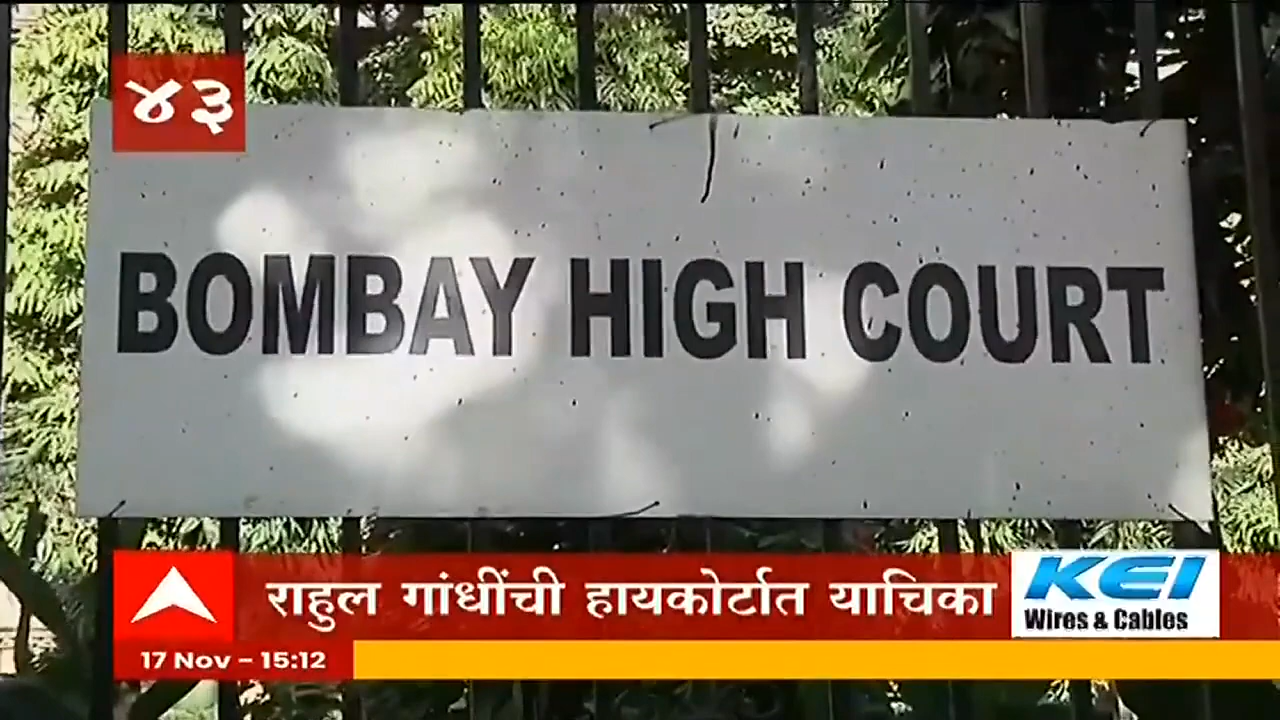 ४३
BOMBAY HIGH COURT
राहुल गांधींची हायकोर्टात याचिका
KEI
Wires & Cables
17 Nov – 15:12